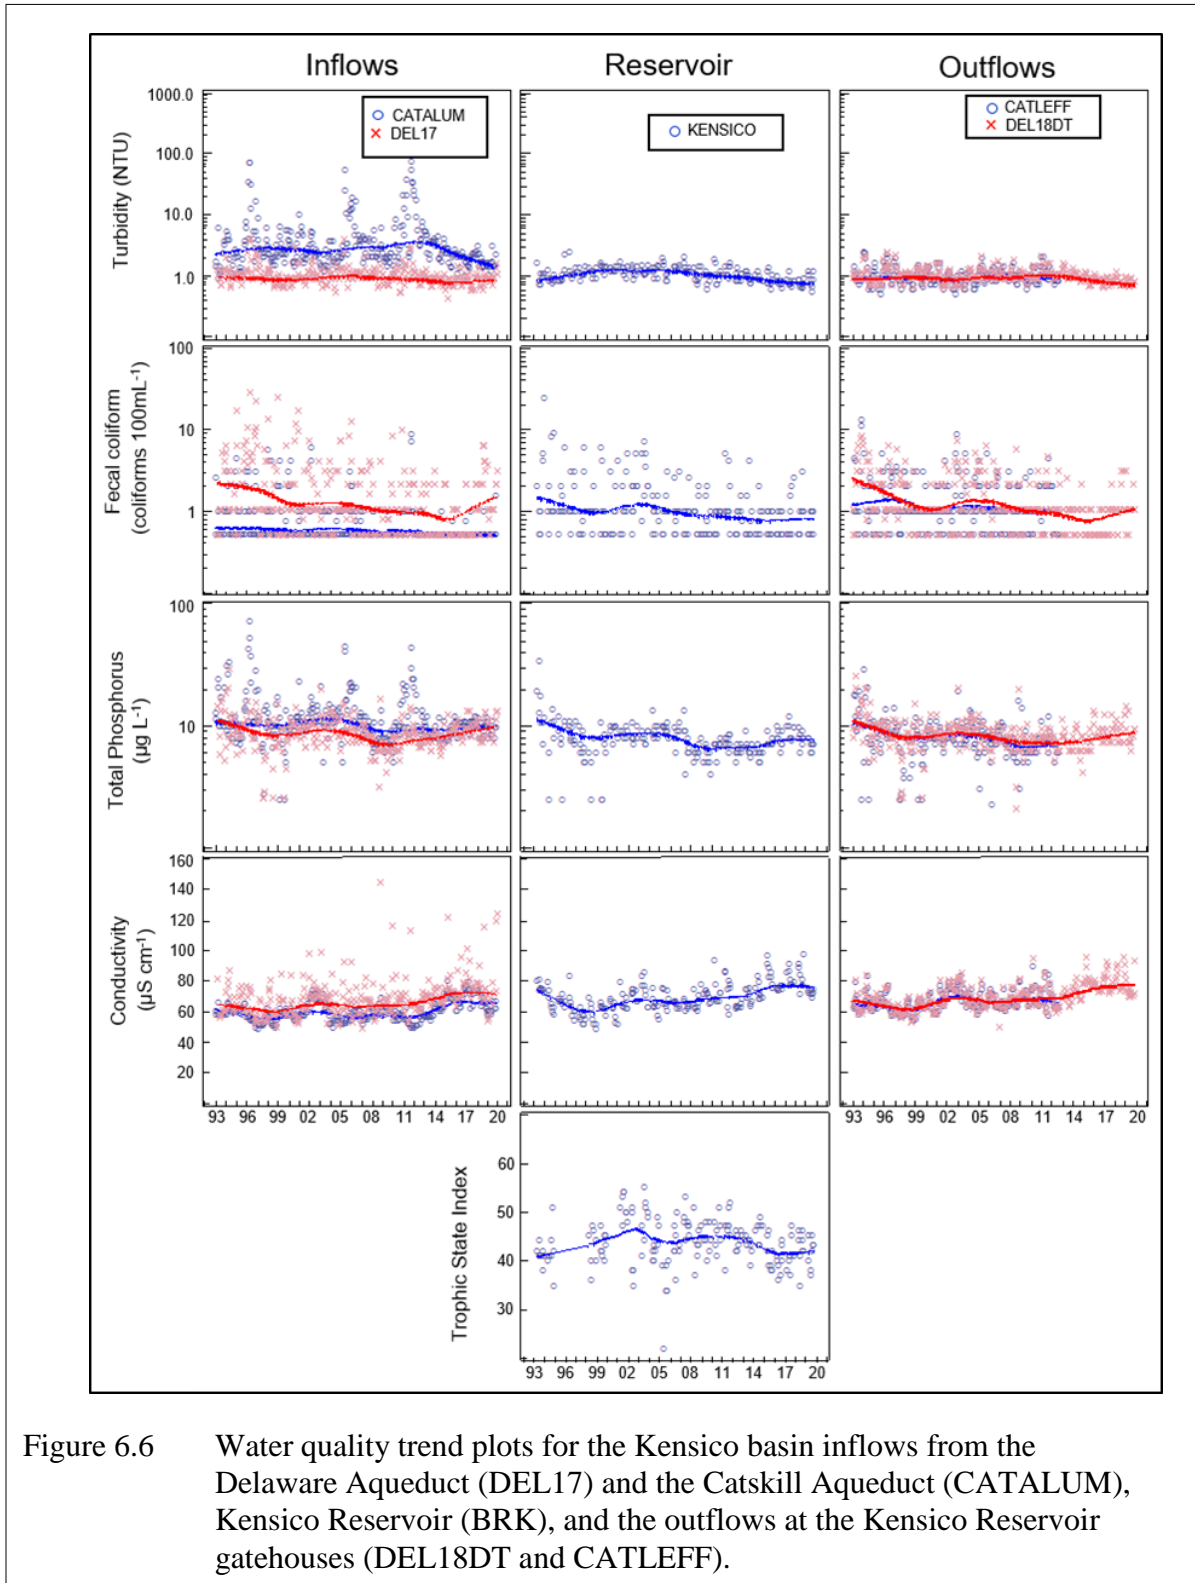 Inflows
Reservoir
Outflows
Turbidity (NTU)
1000.0
100.0
10.0
1.0
0.1
CATALUM
DEL17
KENSICO
CATLEFF
DEL18DT
Fecal coliform
(coliforms 100mL-1)
100
10
1
Total Phosphorus
(µg L-1)
100
10
Conductivity
(µS cm-1)
160
140
120
100
80
60
40
20
93 96 99 02 05 08 11 14 17 20
93 96 99 02 05 08 11 14 17 20
Trophic State Index
60
50
40
30
93 96 99 02 05 08 11 14 17 20
Figure 6.6 Water quality trend plots for the Kensico basin inflows from the
Delaware Aqueduct (DEL17) and the Catskill Aqueduct (CATALUM),
Kensico Reservoir (BRK), and the outflows at the Kensico Reservoir
gatehouses (DEL18DT and CATLEFF).